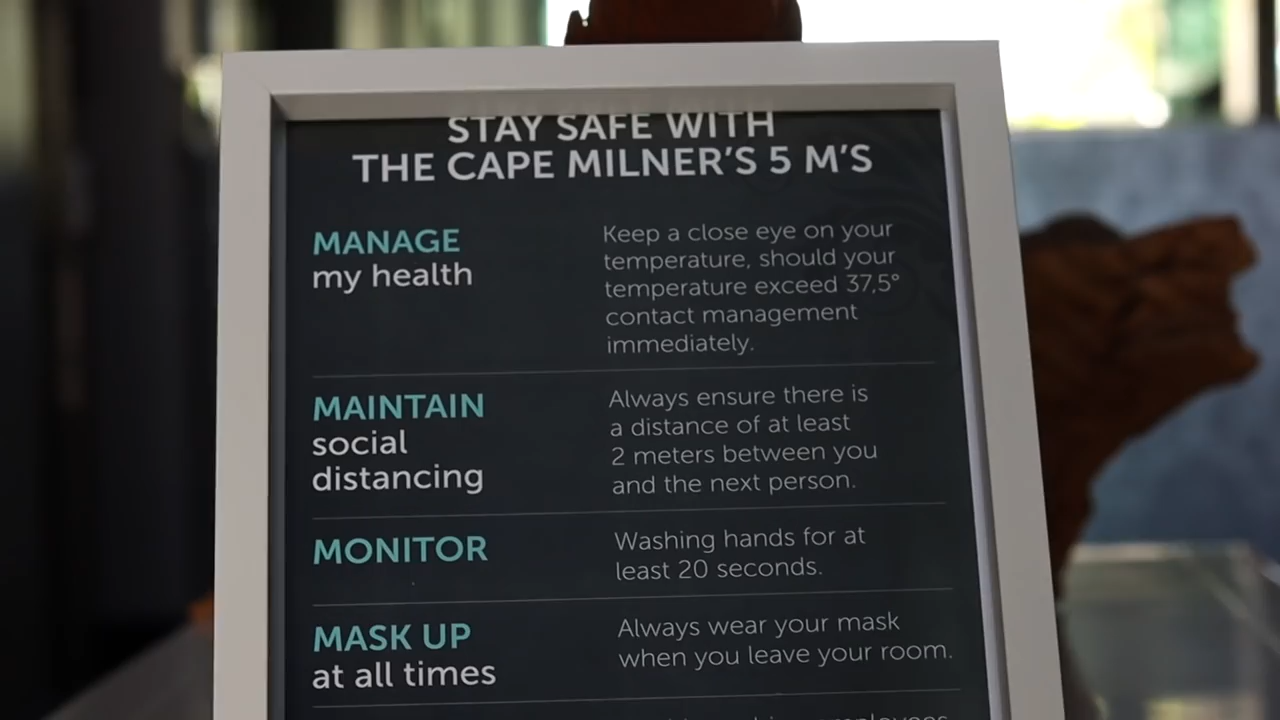 STAY SAFE WITH
THE CAPE MILNER'S 5 M'S
MANAGE
my health
Keep a close eye on your
temperature, should your
temperature exceed 37,5°
contact management
immediately.
MAINTAIN
social
distancing
Always ensure there is
a distance of at least
2 meters between you
and the next person.
MONITOR
Washing hands for at
least 20 seconds.
MASK UP
at all times
Always wear your mask
when you leave your room.
employees